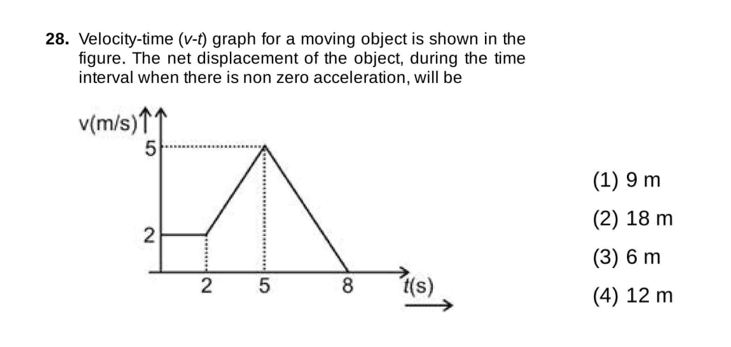 28. Velocity-time (v-t) graph for a moving object is shown in the
figure. The net displacement of the object, during the time
interval when there is non zero acceleration, will be
v(m/s)
5
2
2 5 8 t(s)
(1) 9 m
(2) 18 m
(3) 6 m
(4) 12 m